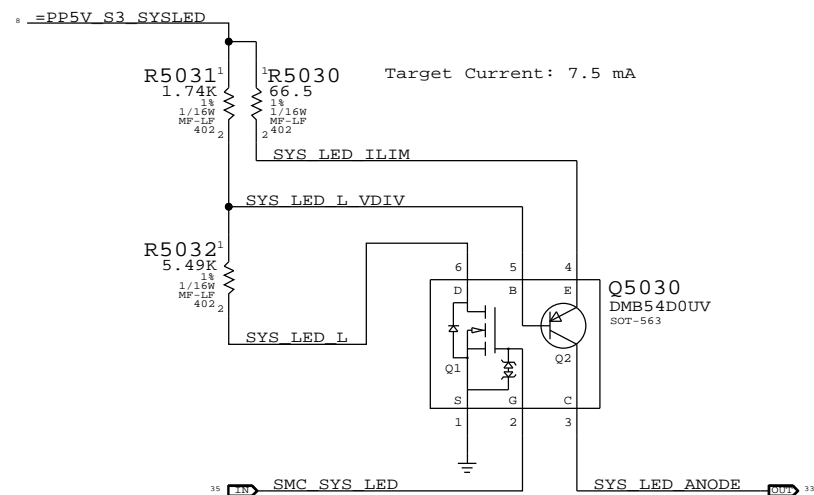 8 =PP5V_S3_SYSLED
R5031 1
1.74K
1%
1/16W
MF-LF
402 2
1 R5030
66.5
1%
1/16W
MF-LF
2 402
Target Current: 7.5 mA
SYS_LED_ILIM
SYS_LED_L_VDIV
R5032 1
5.49K
1%
1/16W
MF-LF
402 2
SYS_LED_L
6 5 4
D B E
Q5030
DMB54D0UV
SOT-563
Q1 Q2
S G C
1 2 3
35 IN SMC_SYS_LED
SYS_LED_ANODE OUT 33